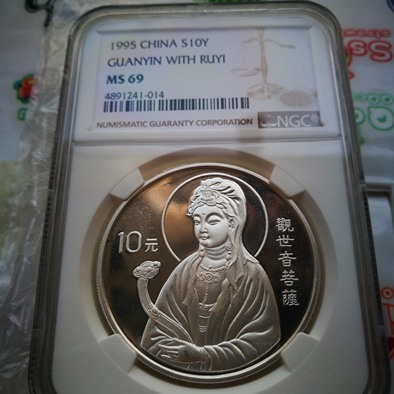 1995 CHINA S10Y
GUANYIN WITH RUYI
MS 69
4891241-014
NUMISMATIC GUARANTY CORPORATION
NGC
10元
觀世音菩薩